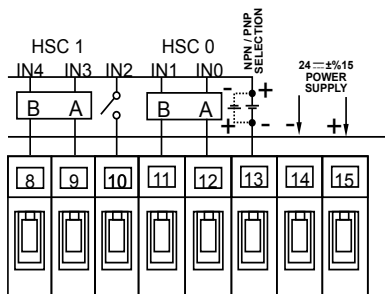 HSC 1 HSC 0
NPN / PNP
SELECTION
IN4 IN3 IN2 IN1 IN0
24 ⎓ ±%15
POWER
SUPPLY
B A B A
- +
+ - - +
8 9 10 11 12 13 14 15